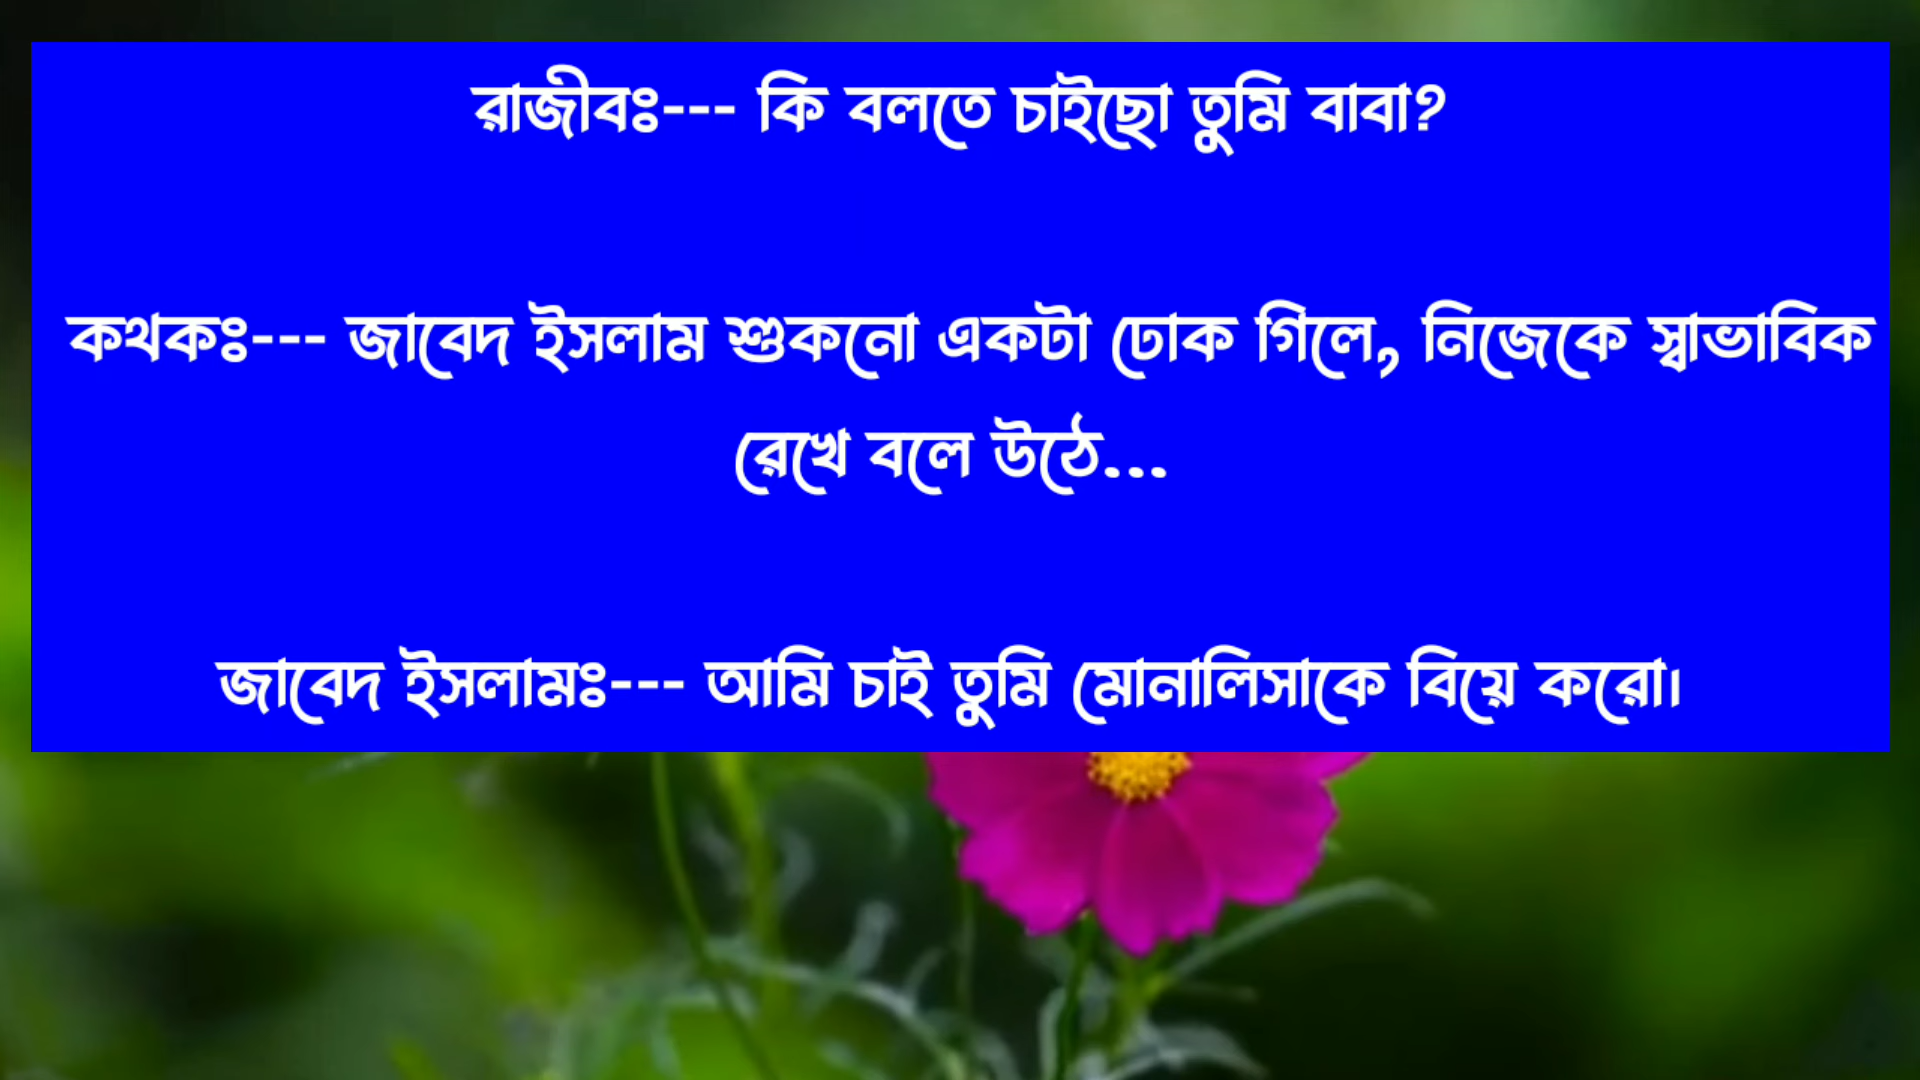 রাজীবঃ--- কি বলতে চাইছো তুমি বাবা?
কথকঃ--- জাবেদ ইসলাম শুকনো একটা ঢোক গিলে, নিজেকে স্বাভাবিক
রেখে বলে উঠে...
জাবেদ ইসলামঃ--- আমি চাই তুমি মোনালিসাকে বিয়ে করো।